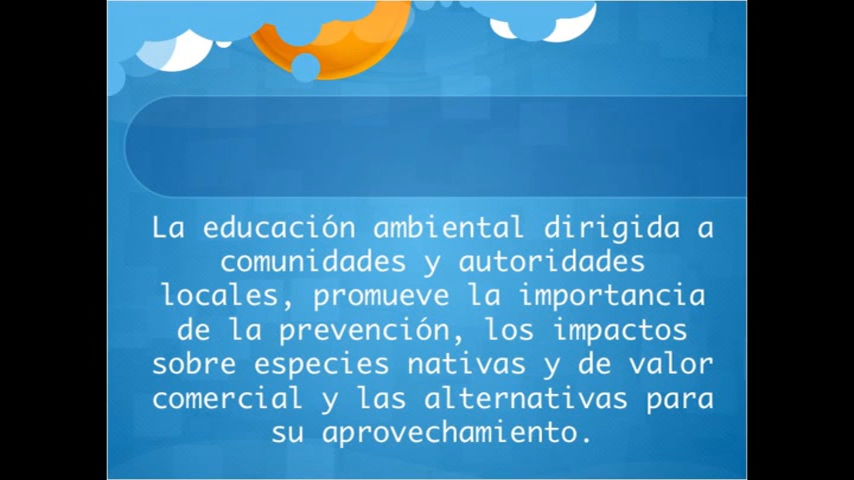 La educación ambiental dirigida a
comunidades y autoridades
locales, promueve la importancia
de la prevención, los impactos
sobre especies nativas y de valor
comercial y las alternativas para
su aprovechamiento.